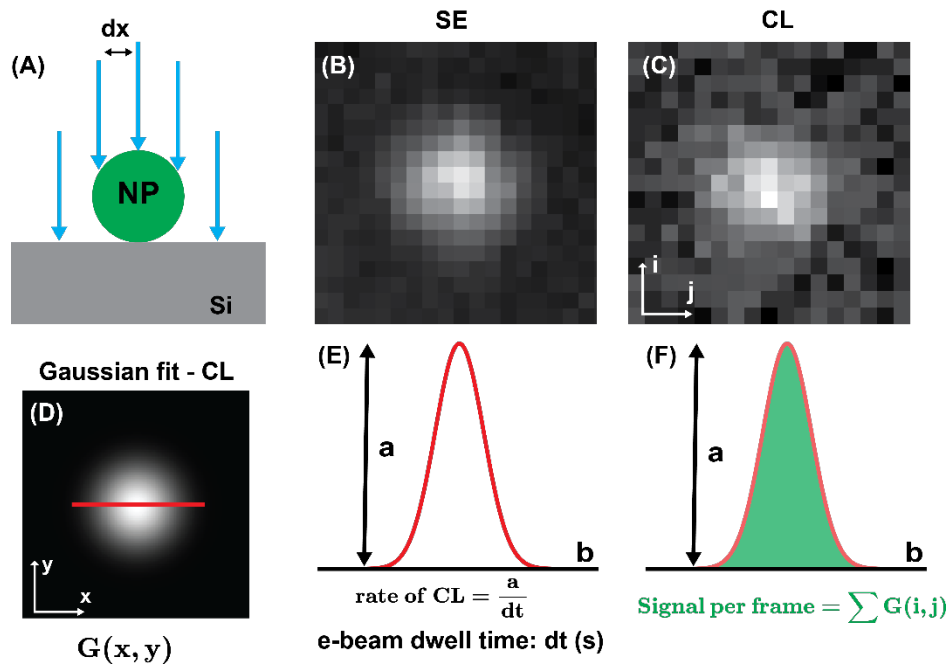 SE
CL
dx
(A)
NP
Si
(B)
(C)
i
j
Gaussian fit - CL
(D)
y
x
G(x, y)
(E)
a
b
rate of CL = a/dt
e-beam dwell time: dt (s)
(F)
a
b
Signal per frame = ∑ G(i, j)